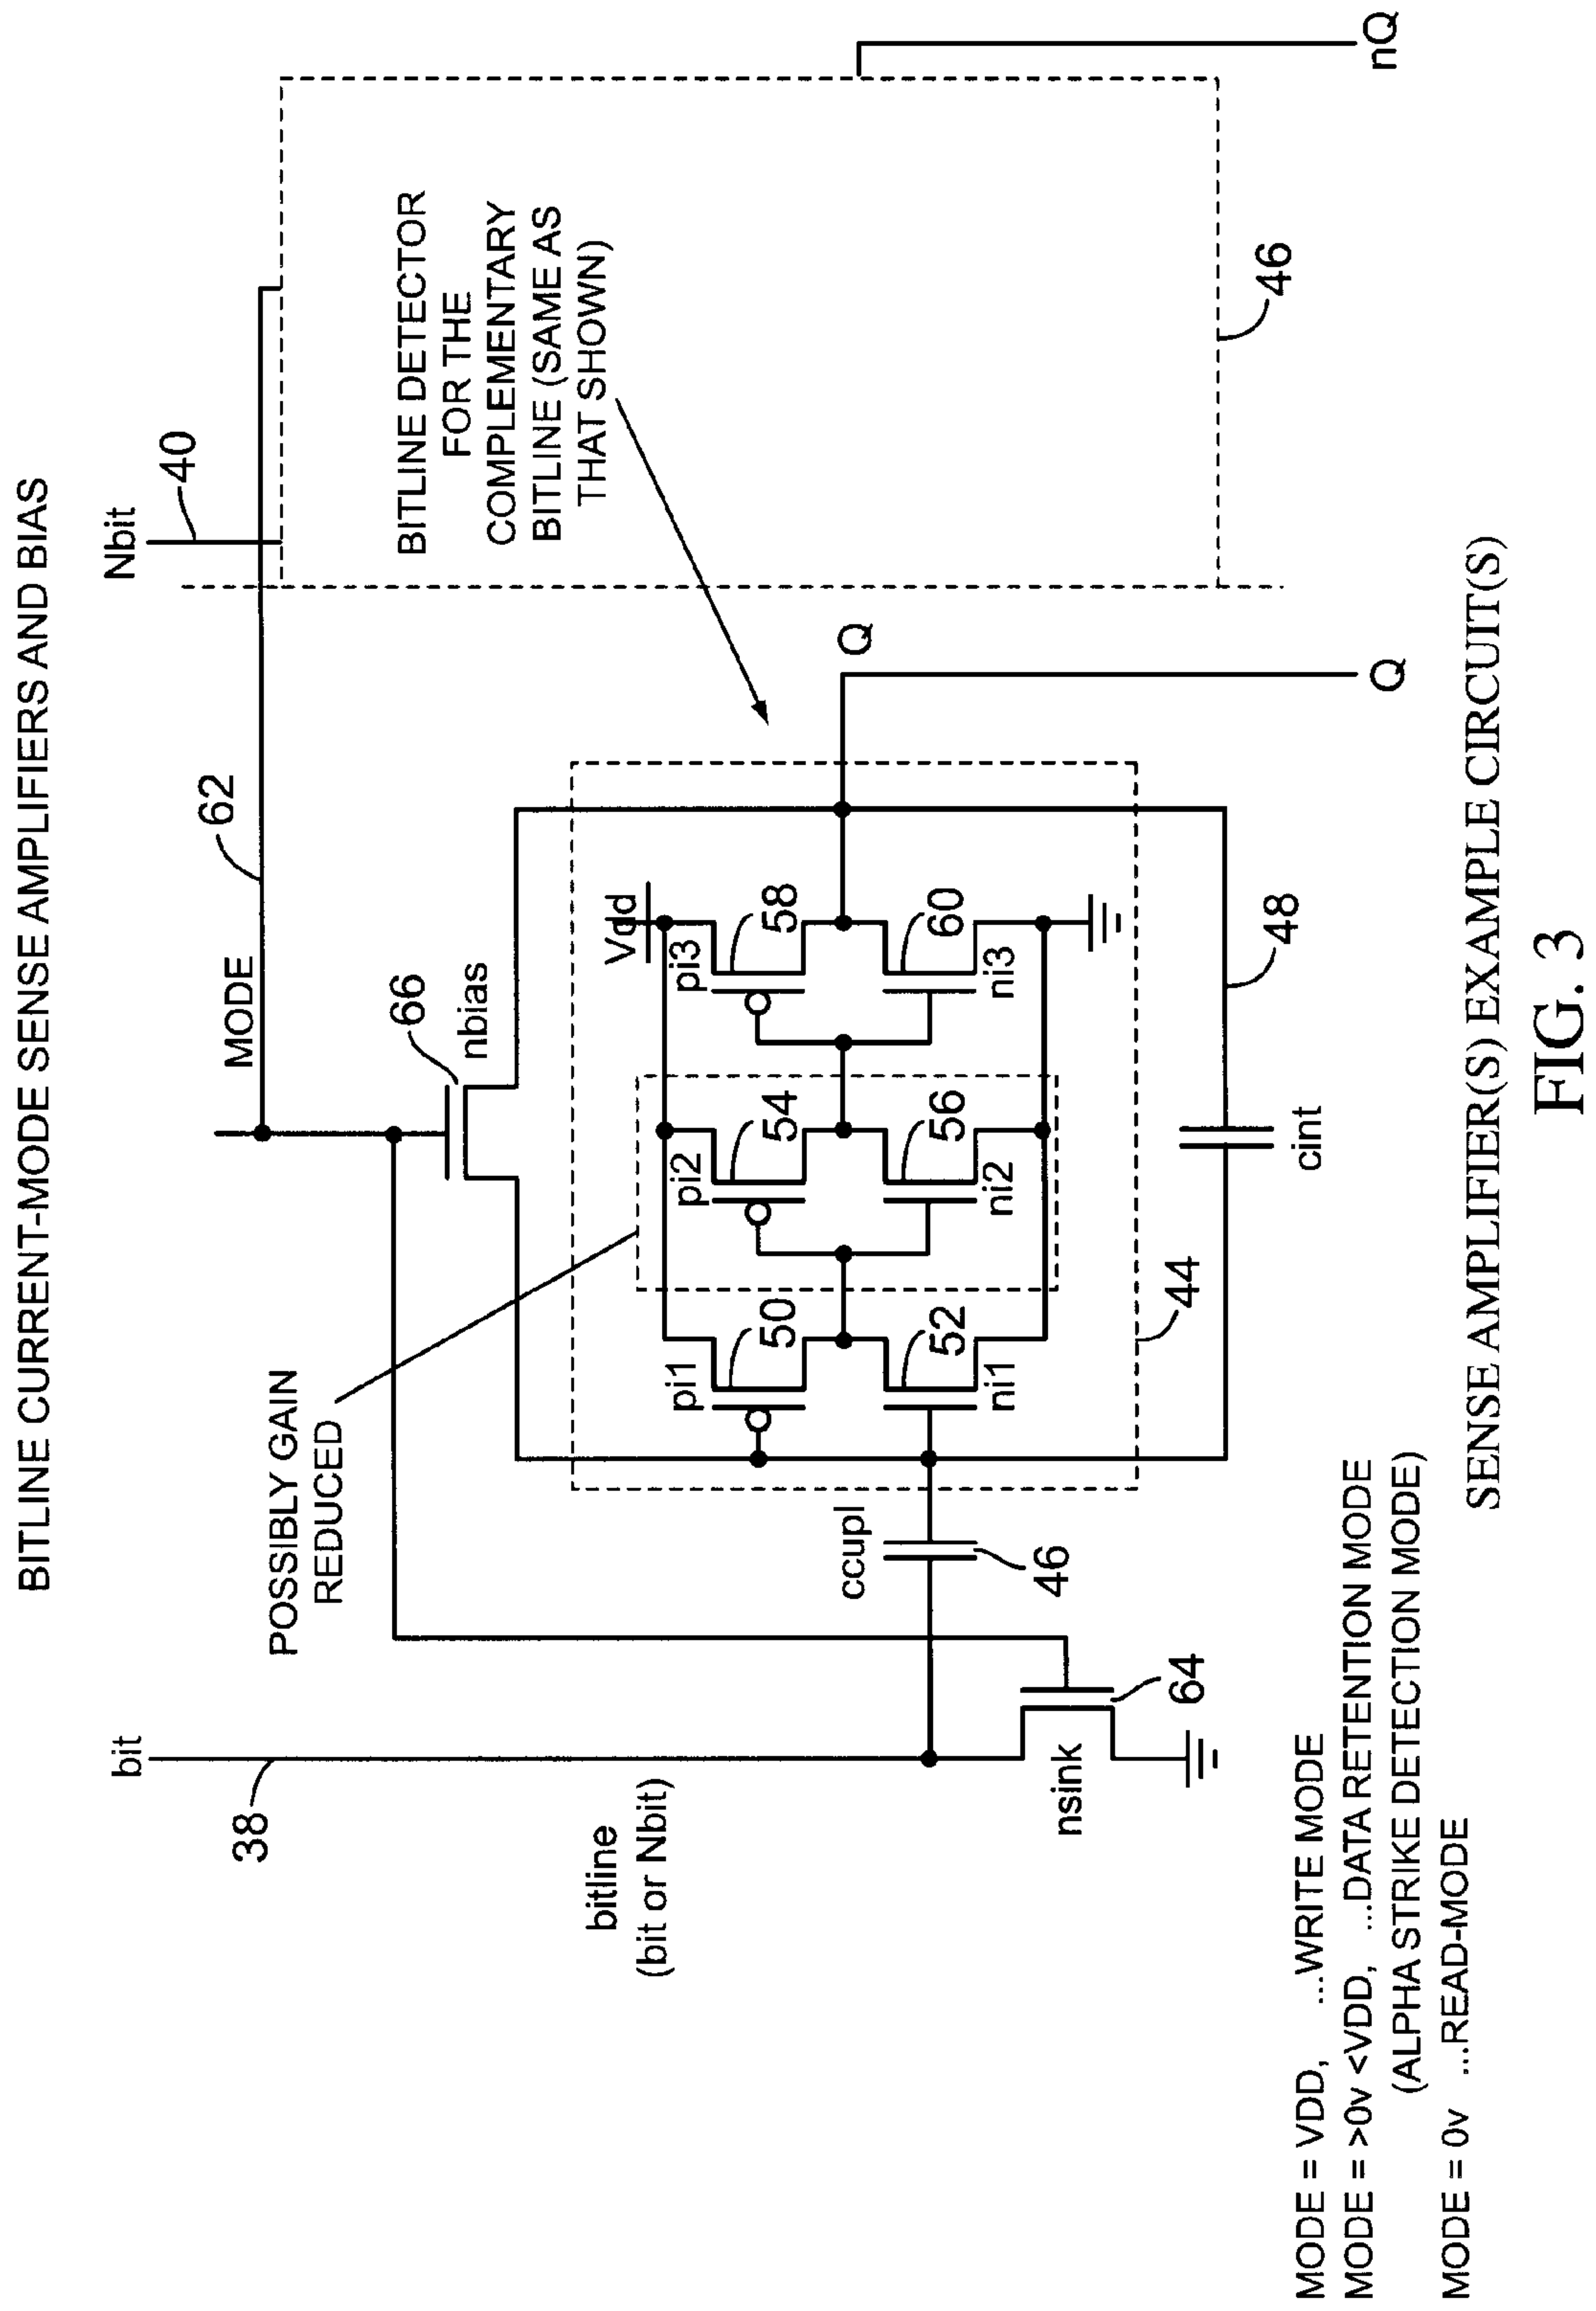 BITLINE CURRENT-MODE SENSE AMPLIFIERS AND BIAS
bit
38
bitline
(bit or Nbit)
POSSIBLY GAIN
REDUCED
MODE
62
66
nbias
Nbit
40
BITLINE DETECTOR
FOR THE
COMPLEMENTARY
BITLINE (SAME AS
THAT SHOWN)
46
nQ
Vdd
pi1
50
pi2
54
pi3
58
ni1
52
ni2
56
ni3
60
Q
Q
ccupl
46
nsink
64
44
cint
48
MODE = VDD, ...WRITE MODE
MODE = >0v <VDD, ...DATA RETENTION MODE
(ALPHA STRIKE DETECTION MODE)
MODE = 0v ...READ-MODE
SENSE AMPLIFIER(S) EXAMPLE CIRCUIT(S)
FIG. 3